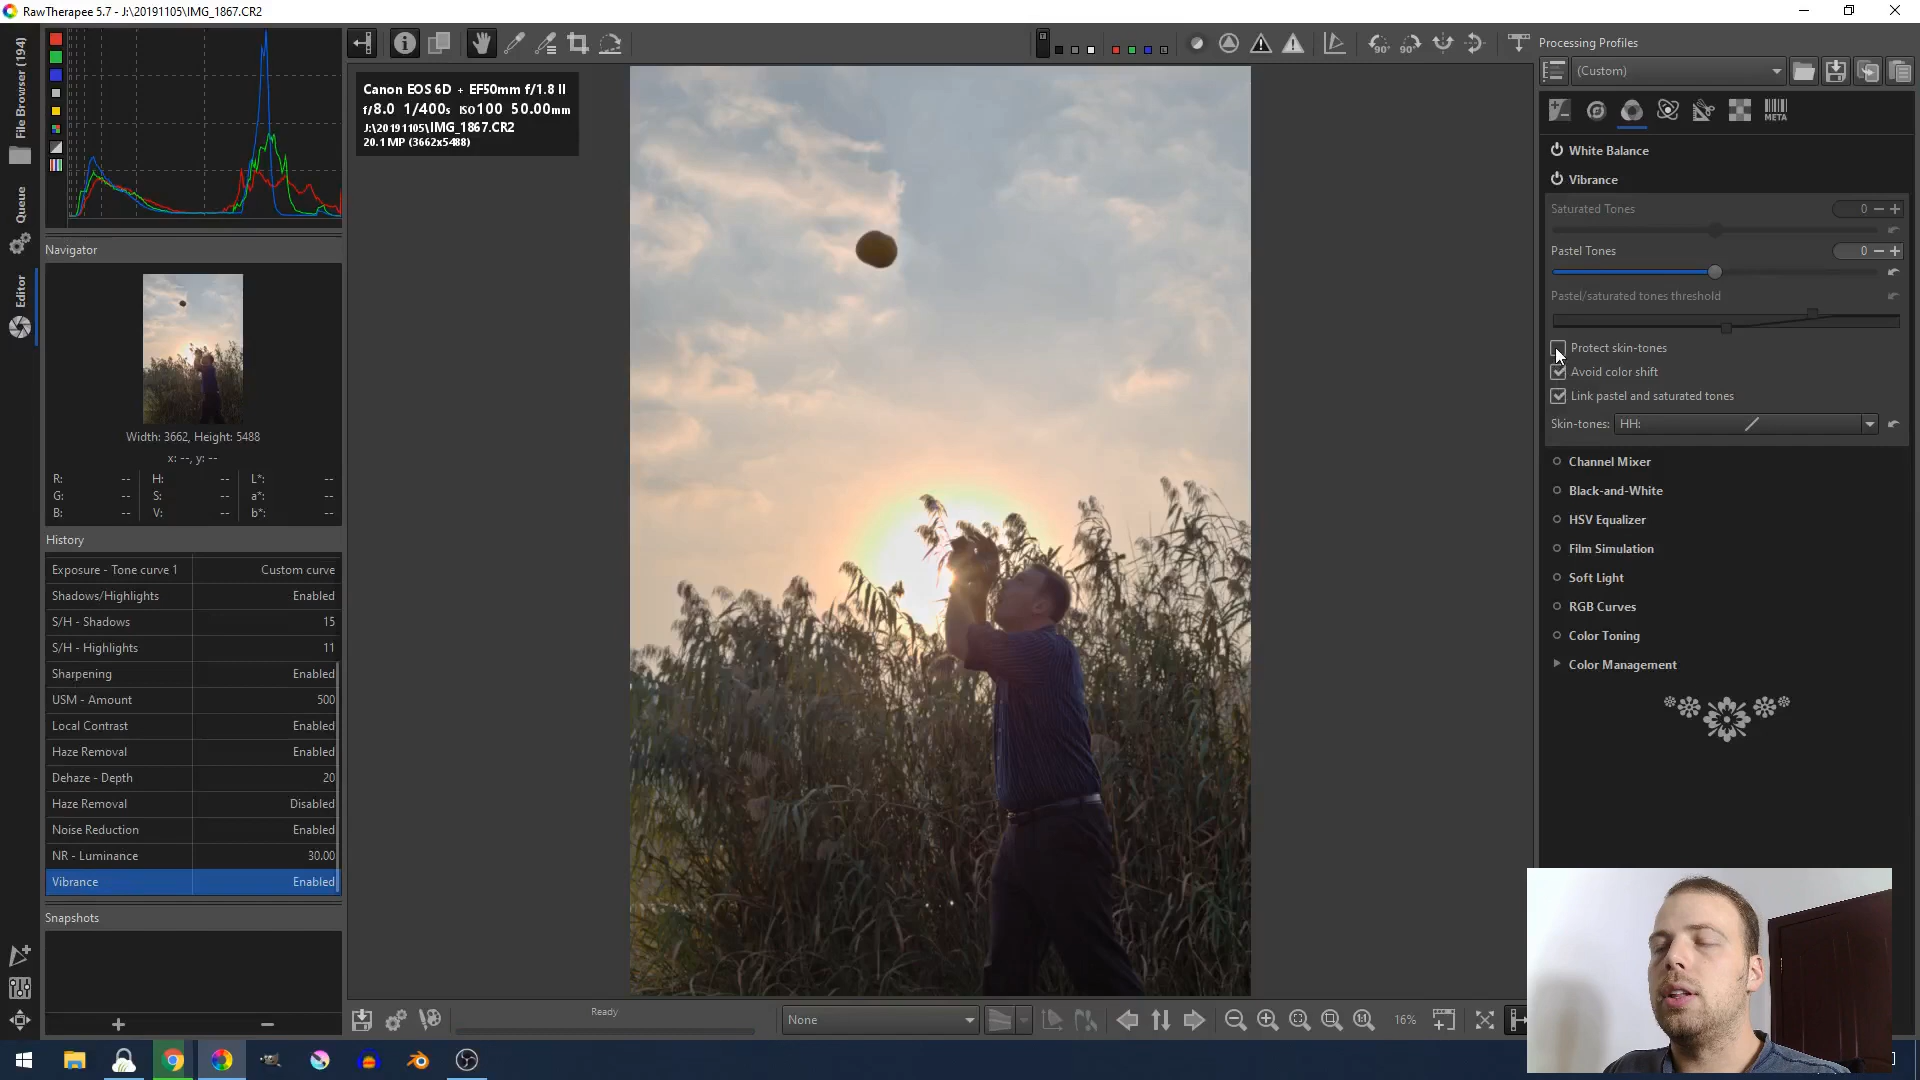 RawTherapee 5.7 - J:\20191105\IMG_1867.CR2
File Browser (194)
Queue
Editor
Navigator
Width: 3662, Height: 5488
x: --, y: --
R: -- H: -- L*: --
G: -- S: -- a*: --
B: -- V: -- b*: --
History
Exposure - Tone curve 1 Custom curve
Shadows/Highlights Enabled
S/H - Shadows 15
S/H - Highlights 11
Sharpening Enabled
USM - Amount 500
Local Contrast Enabled
Haze Removal Enabled
Dehaze - Depth 20
Haze Removal Disabled
Noise Reduction Enabled
NR - Luminance 30.00
Vibrance Enabled
Snapshots
Canon EOS 6D + EF50mm f/1.8 II
f/8.0 1/400s ISO100 50.00mm
J:\20191105\IMG_1867.CR2
20.1 MP (3662x5488)
Ready
None
16%
Processing Profiles
(Custom)
META
White Balance
Vibrance
Saturated Tones 0
Pastel Tones 0
Pastel/saturated tones threshold
Protect skin-tones
Avoid color shift
Link pastel and saturated tones
Skin-tones: HH:
Channel Mixer
Black-and-White
HSV Equalizer
Film Simulation
Soft Light
RGB Curves
Color Toning
Color Management